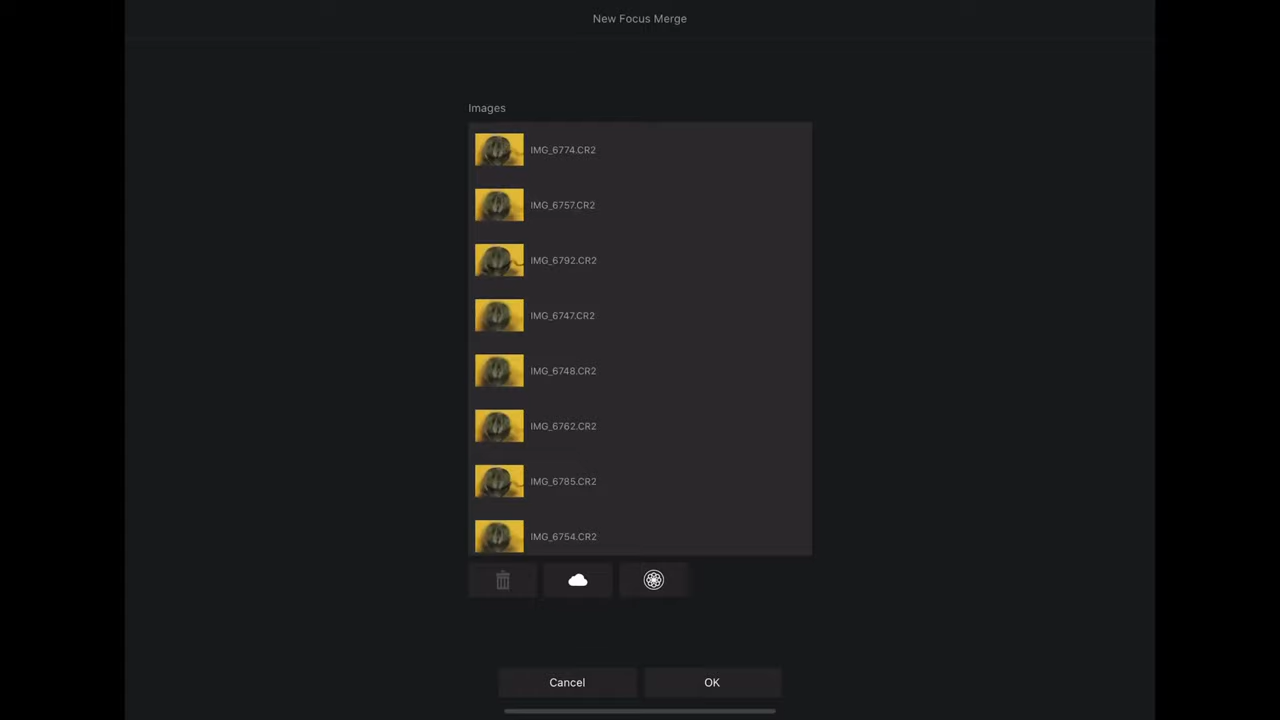 New Focus Merge
Images
IMG_6774.CR2
IMG_6757.CR2
IMG_6792.CR2
IMG_6747.CR2
IMG_6748.CR2
IMG_6762.CR2
IMG_6785.CR2
IMG_6754.CR2
Cancel
OK